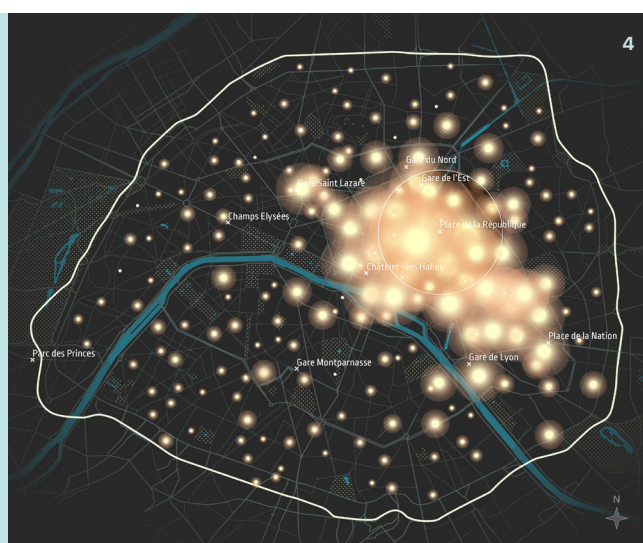 4
Gare du Nord
Gare de l'Est
Saint Lazare
Champs Elysées
Place de la République
Châtelet - les Halles
Place de la Nation
Parc des Princes
Gare de Lyon
Gare Montparnasse
N